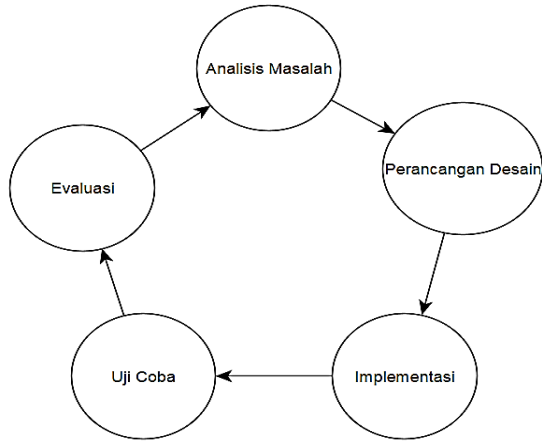 Analisis Masalah
Perancangan Desain
Implementasi
Uji Coba
Evaluasi